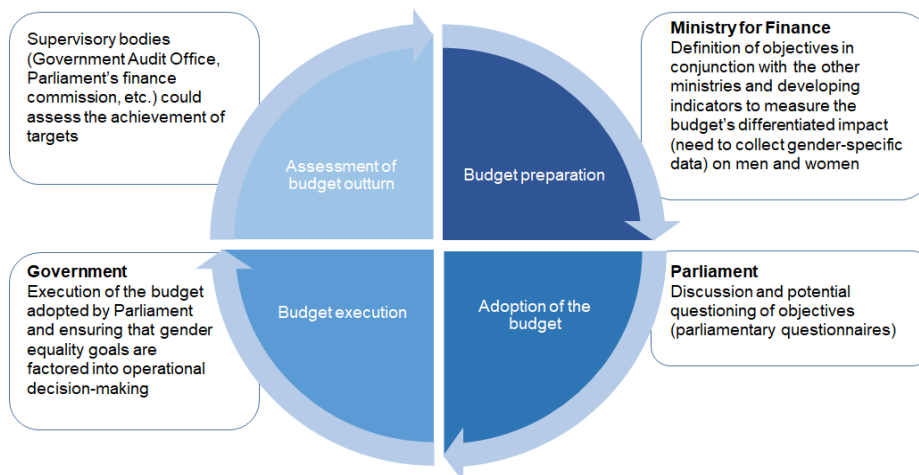 Supervisory bodies
(Government Audit Office,
Parliament's finance
commission, etc.) could
assess the achievement of
targets
Ministry for Finance
Definition of objectives in
conjunction with the other
ministries and developing
indicators to measure the
budget's differentiated impact
(need to collect gender-specific
data) on men and women
Assessment of
budget outturn
Budget preparation
Government
Execution of the budget
adopted by Parliament
and ensuring that gender
equality goals are
factored into operational
decision-making
Budget execution
Adoption of the
budget
Parliament
Discussion and potential
questioning of objectives
(parliamentary questionnaires)